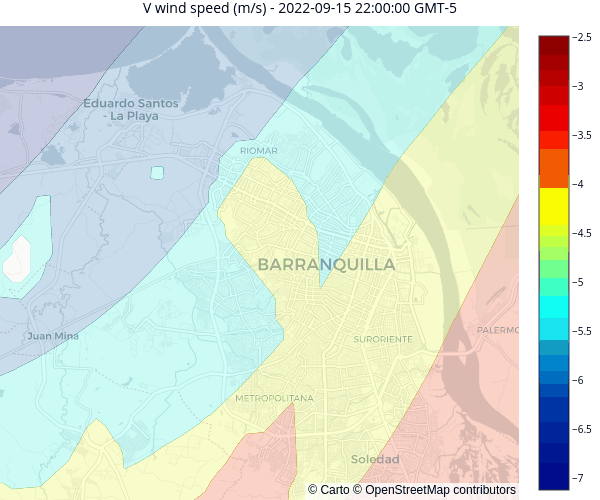 V wind speed (m/s) - 2022-09-15 22:00:00 GMT-5
Eduardo Santos
- La Playa
RIOMAR
BARRANQUILLA
Juan Mina
SURORIENTE
PALERMO
METROPOLITANA
Soledad
© Carto © OpenStreetMap contributors
−2.5
−3
−3.5
−4
−4.5
−5
−5.5
−6
−6.5
−7